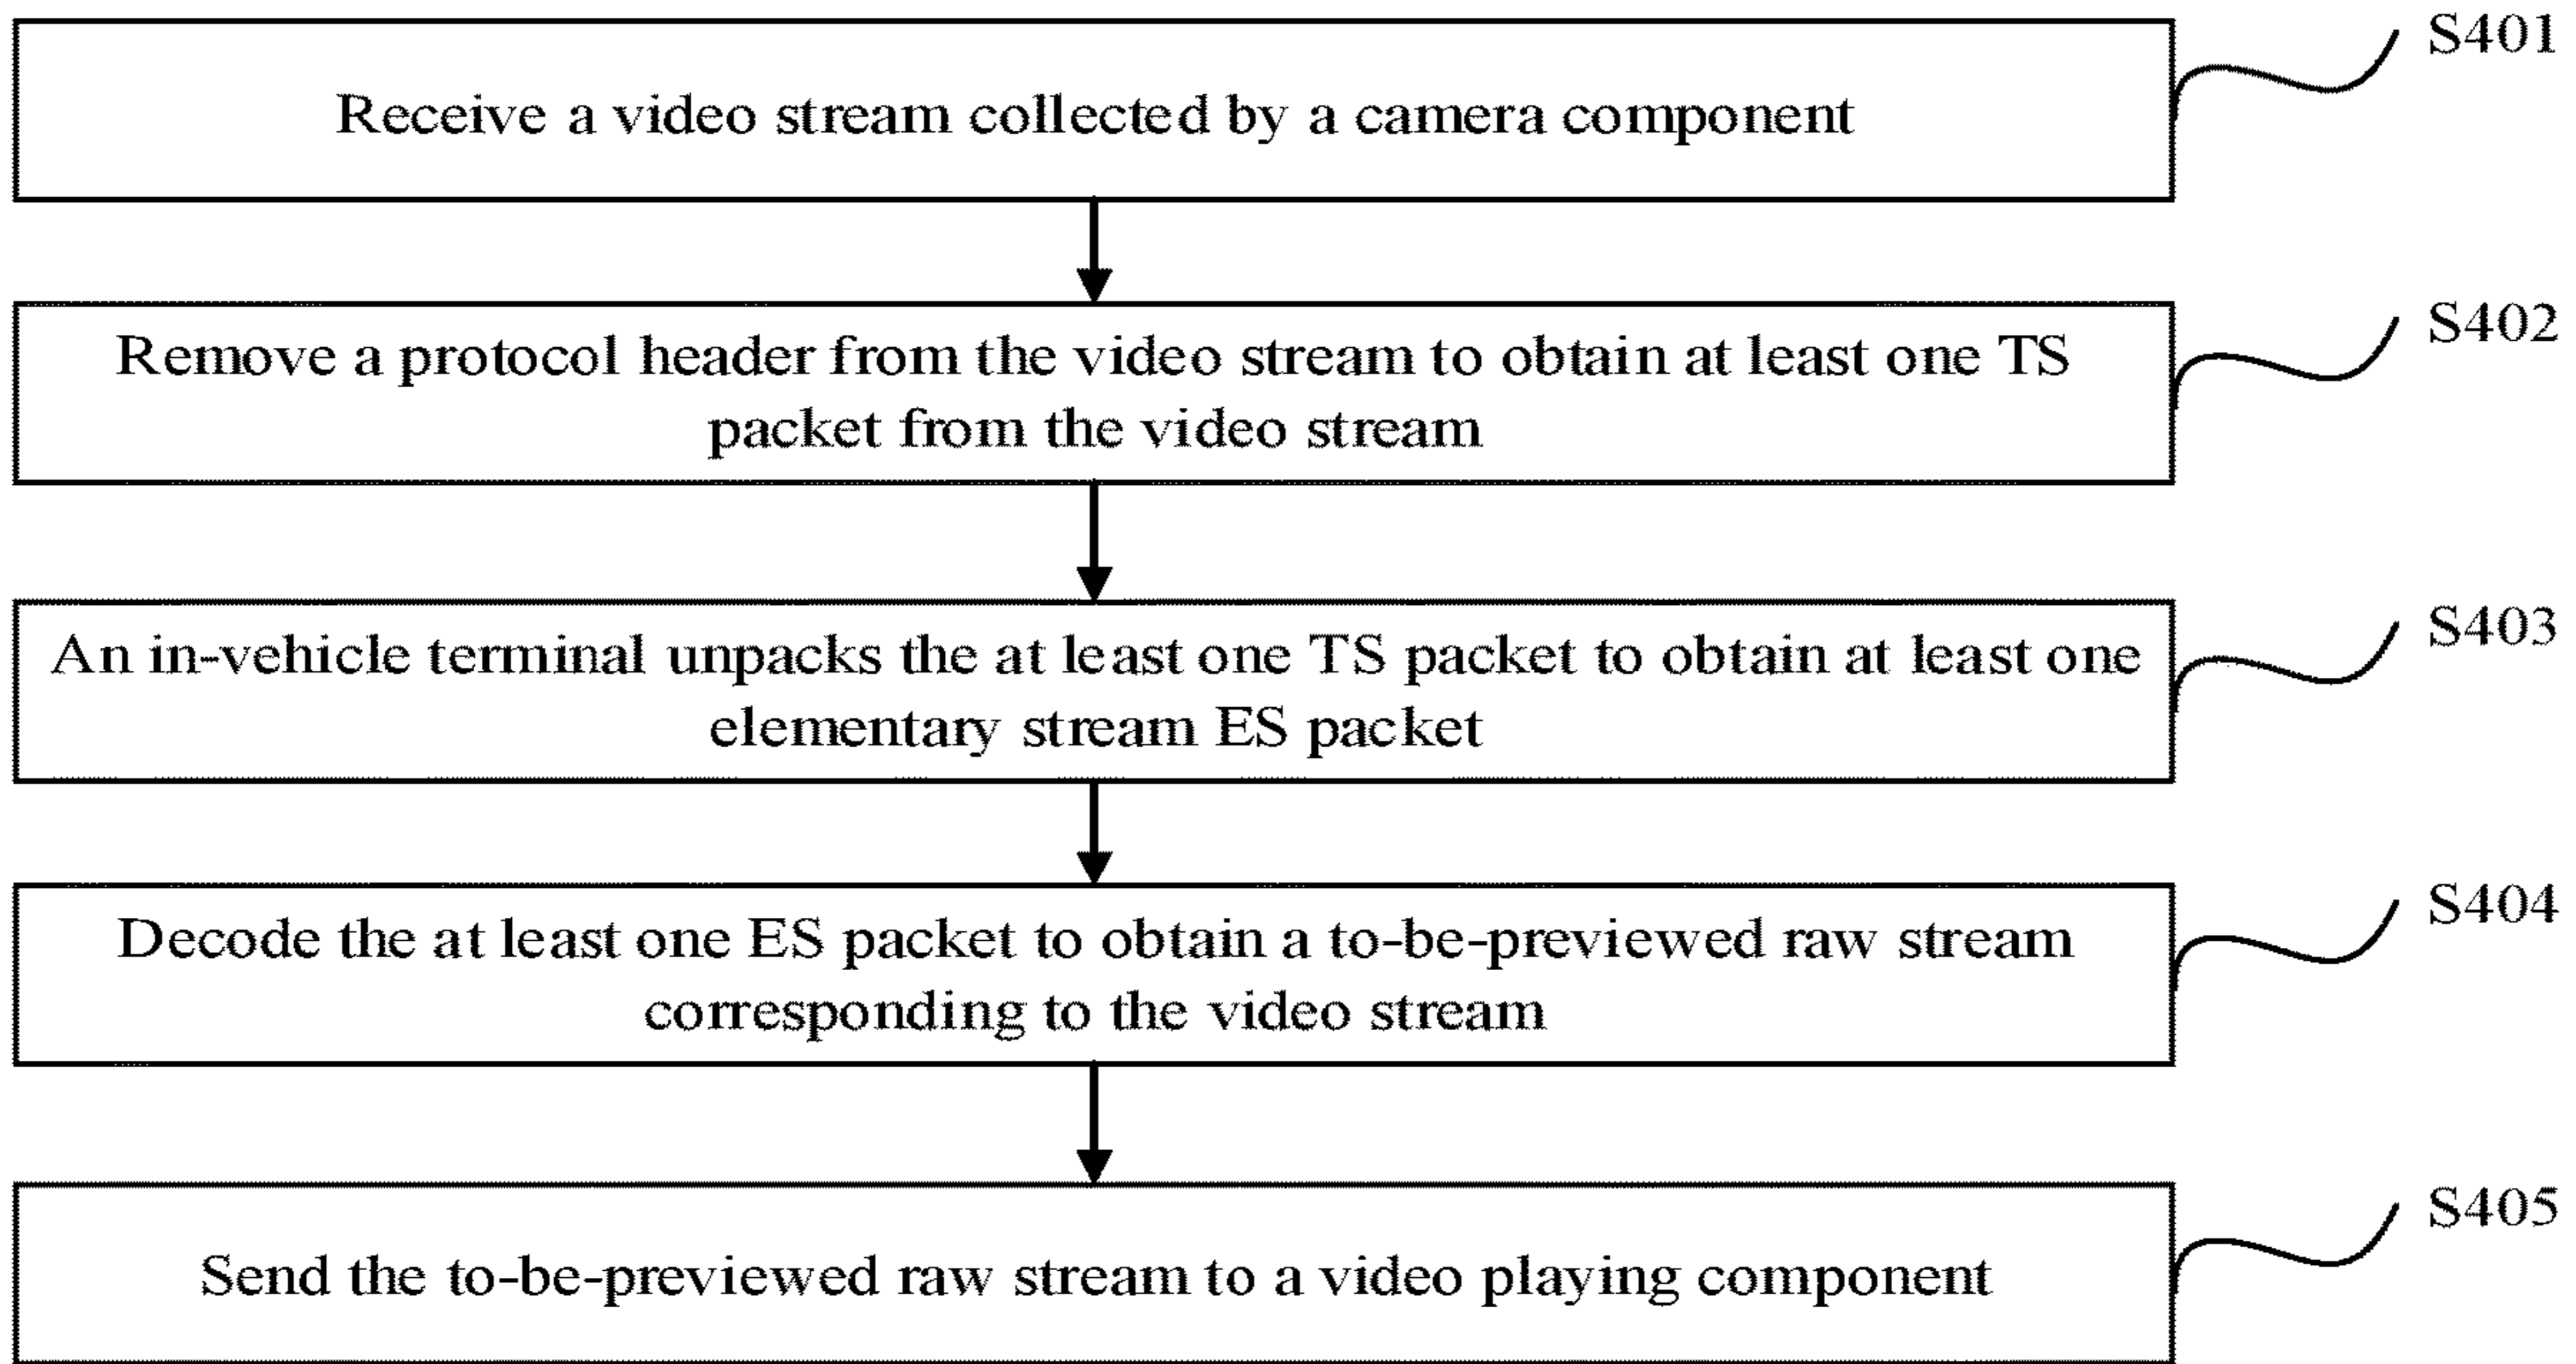 S401
Receive a video stream collected by a camera component
S402
Remove a protocol header from the video stream to obtain at least one TS
packet from the video stream
S403
An in-vehicle terminal unpacks the at least one TS packet to obtain at least one
elementary stream ES packet
S404
Decode the at least one ES packet to obtain a to-be-previewed raw stream
corresponding to the video stream
S405
Send the to-be-previewed raw stream to a video playing component